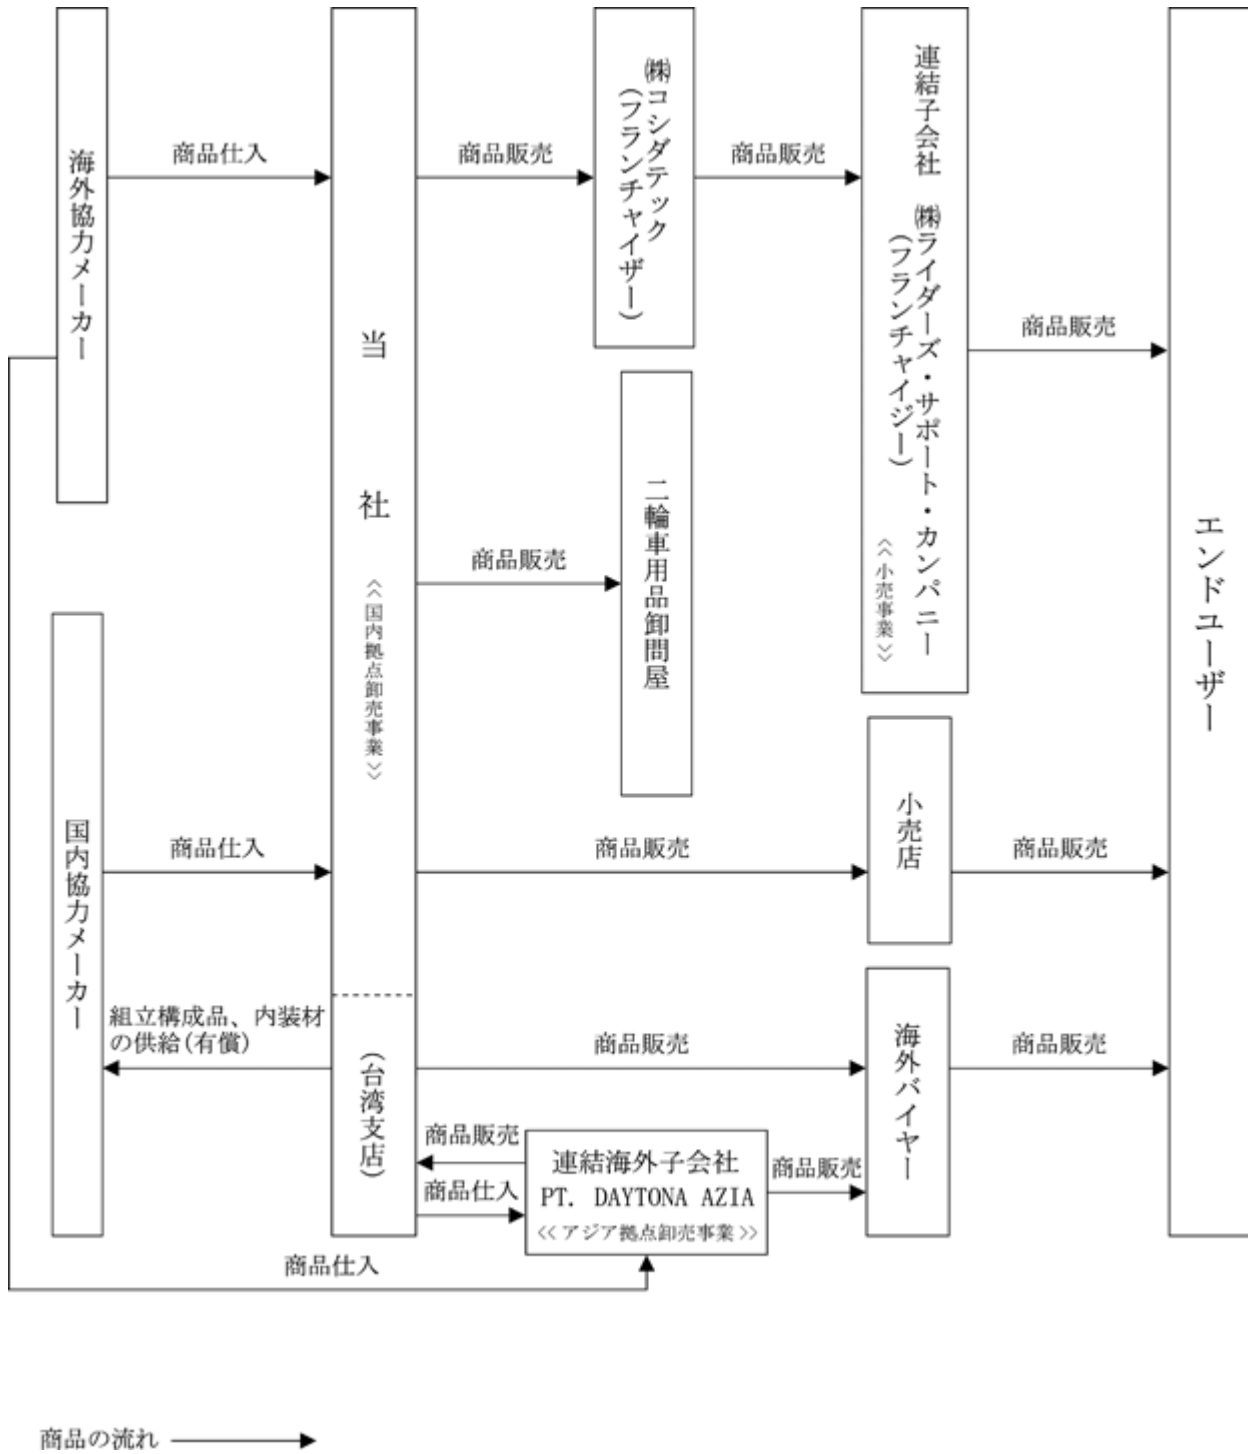 海外協力メーカー
商品仕入
当社
<<国内拠点卸売事業>>
(台湾支店)
商品販売
㈱コシダテック
(フランチャイザー)
商品販売
連結子会社 ㈱ライダーズ・サポート・カンパニー
(フランチャイジー)
<<小売事業>>
商品販売
エンドユーザー
商品販売
二輪車用品卸問屋
国内協力メーカー
商品仕入
商品販売
小売店
商品販売
組立構成品、内装材
の供給(有償)
商品販売
海外バイヤー
商品販売
商品販売
商品仕入
連結海外子会社
PT. DAYTONA AZIA
<<アジア拠点卸売事業>>
商品販売
商品仕入
商品の流れ